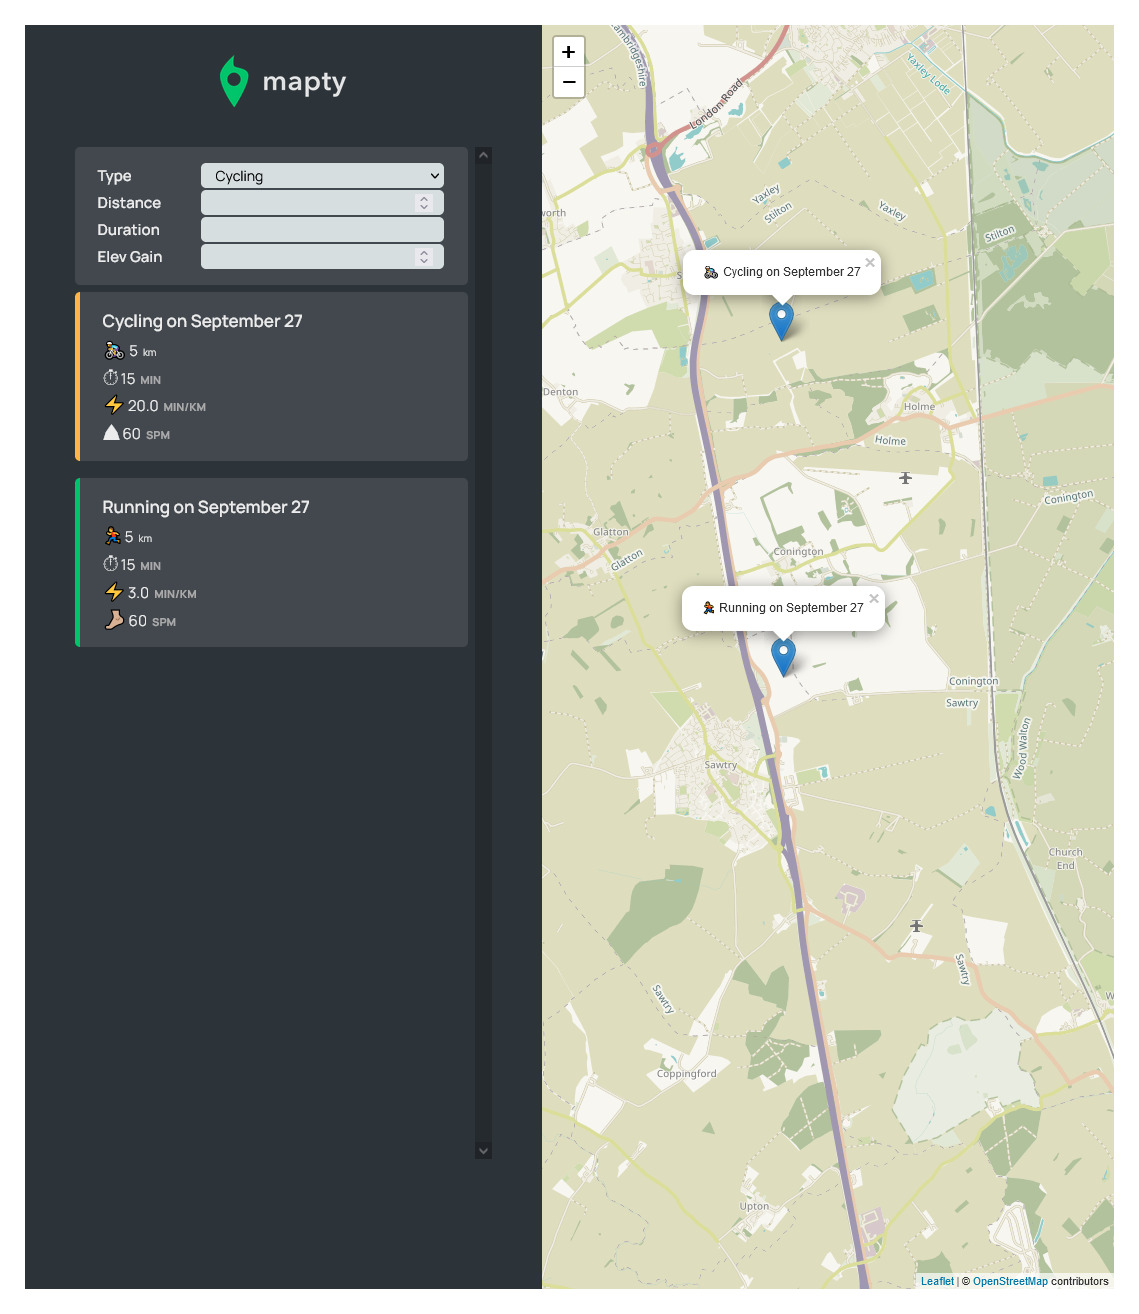 mapty
Type
Cycling
Distance
Duration
Elev Gain
Cycling on September 27
5 km
15 MIN
20.0 MIN/KM
60 SPM
Running on September 27
5 km
15 MIN
3.0 MIN/KM
60 SPM
+
−
London Road
Yaxley Lode
Yaxley
Stilton
Yaxley
Stilton
Cycling on September 27
×
Denton
Holme
Holme
Conington
Glatton
Glatton
Conington
Running on September 27
×
Conington
Sawtry
Wood Walton
Sawtry
Church
End
Sawtry
Sawtry
Coppingford
Upton
Leaflet | © OpenStreetMap contributors